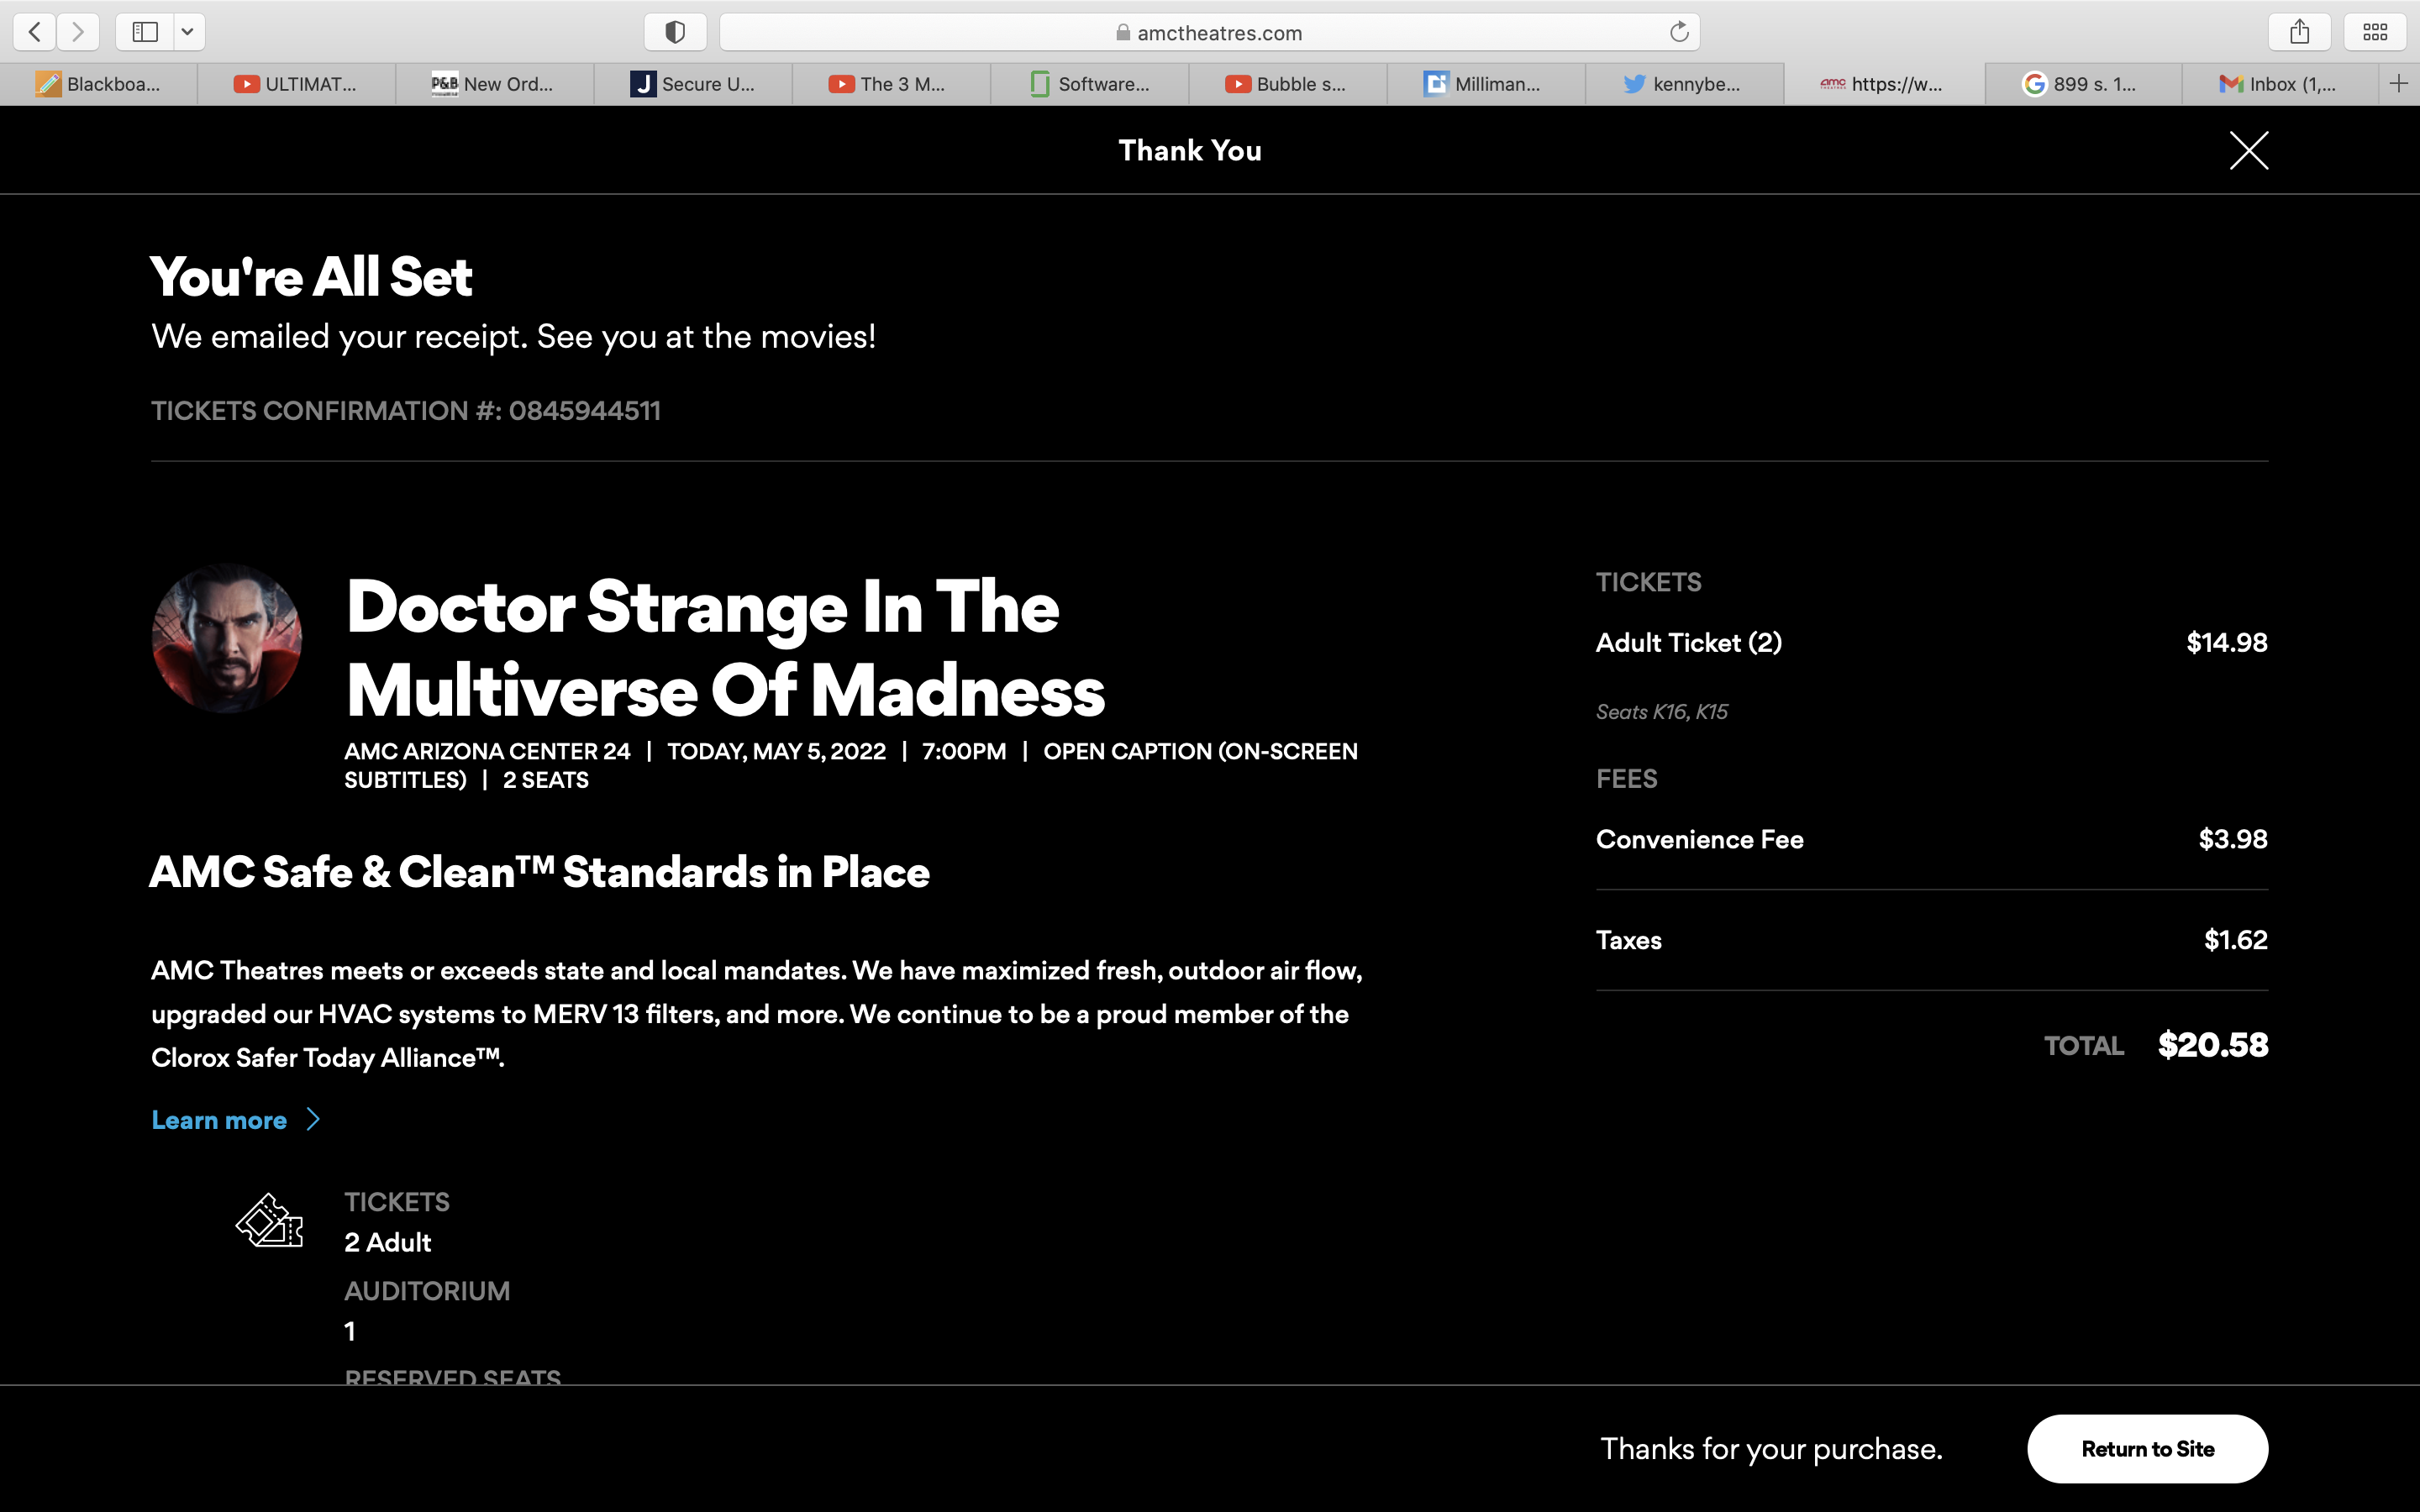 amctheatres.com
Blackboa...
ULTIMAT...
P&B New Ord...
J Secure U...
The 3 M...
Software...
Bubble s...
Milliman...
kennybe...
amc https://w...
G 899 s. 1...
Inbox (1,...
Thank You
You're All Set
We emailed your receipt. See you at the movies!
TICKETS CONFIRMATION #: 0845944511
Doctor Strange In The
Multiverse Of Madness
AMC ARIZONA CENTER 24 | TODAY, MAY 5, 2022 | 7:00PM | OPEN CAPTION (ON-SCREEN
SUBTITLES) | 2 SEATS
AMC Safe & Clean™ Standards in Place
AMC Theatres meets or exceeds state and local mandates. We have maximized fresh, outdoor air flow,
upgraded our HVAC systems to MERV 13 filters, and more. We continue to be a proud member of the
Clorox Safer Today Alliance™.
Learn more
TICKETS
2 Adult
AUDITORIUM
1
RESERVED SEATS
TICKETS
Adult Ticket (2) $14.98
Seats K16, K15
FEES
Convenience Fee $3.98
Taxes $1.62
TOTAL $20.58
Thanks for your purchase.
Return to Site